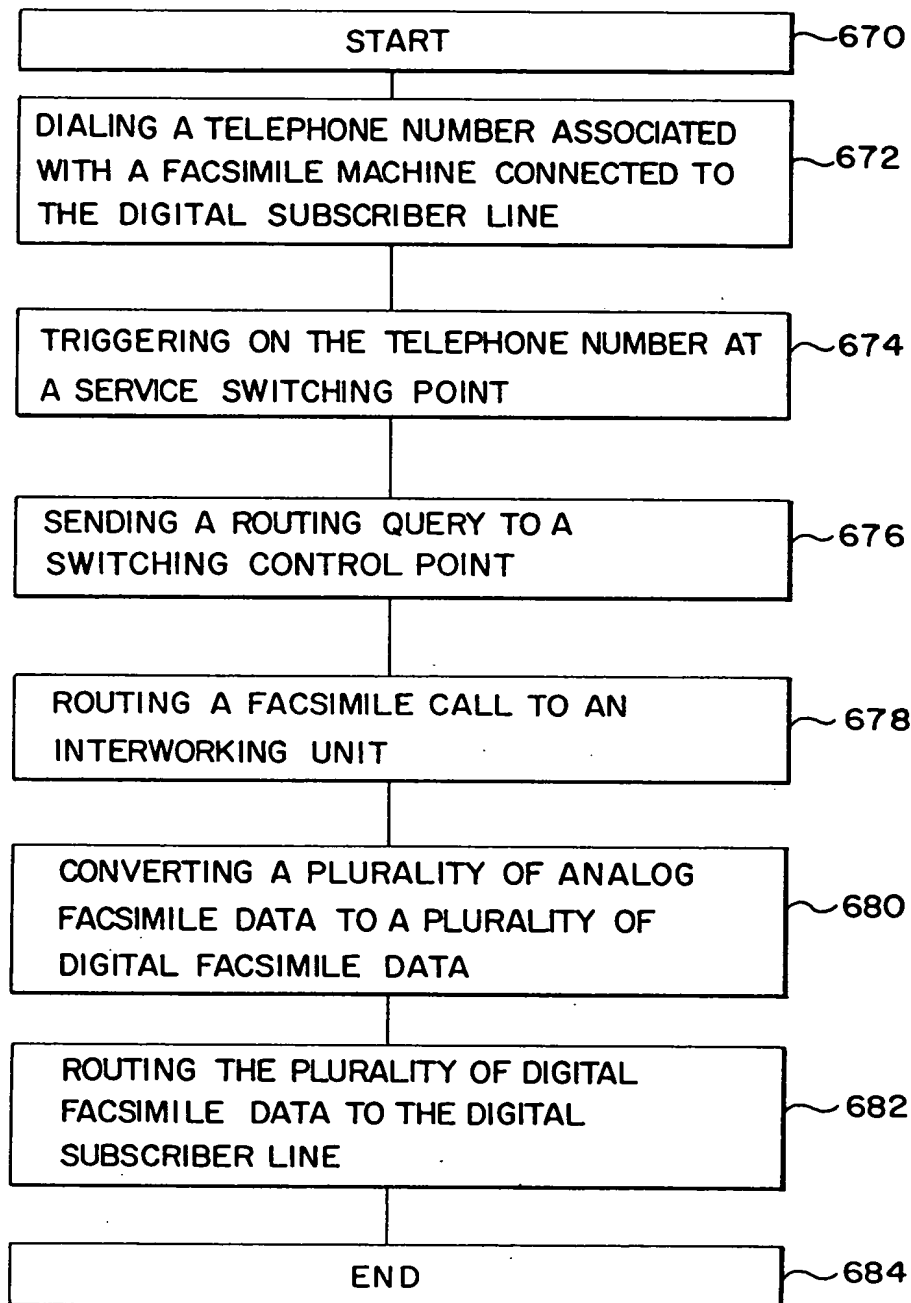 START
670
DIALING A TELEPHONE NUMBER ASSOCIATED
WITH A FACSIMILE MACHINE CONNECTED TO
THE DIGITAL SUBSCRIBER LINE
672
TRIGGERING ON THE TELEPHONE NUMBER AT
A SERVICE SWITCHING POINT
674
SENDING A ROUTING QUERY TO A
SWITCHING CONTROL POINT
676
ROUTING A FACSIMILE CALL TO AN
INTERWORKING UNIT
678
CONVERTING A PLURALITY OF ANALOG
FACSIMILE DATA TO A PLURALITY OF
DIGITAL FACSIMILE DATA
680
ROUTING THE PLURALITY OF DIGITAL
FACSIMILE DATA TO THE DIGITAL
SUBSCRIBER LINE
682
END
684